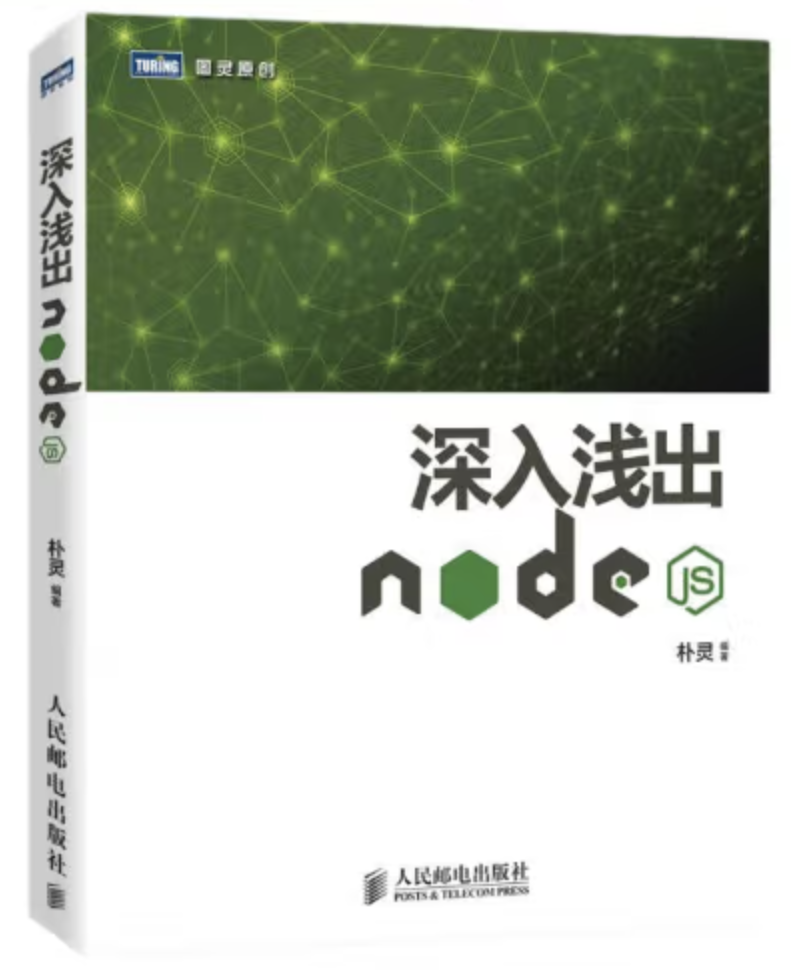 TURING 图灵原创
深入浅出
node JS
朴灵 编著
人民邮电出版社
POSTS & TELECOM PRESS
TURING
深入浅出 node JS
朴灵 编著
人民邮电出版社